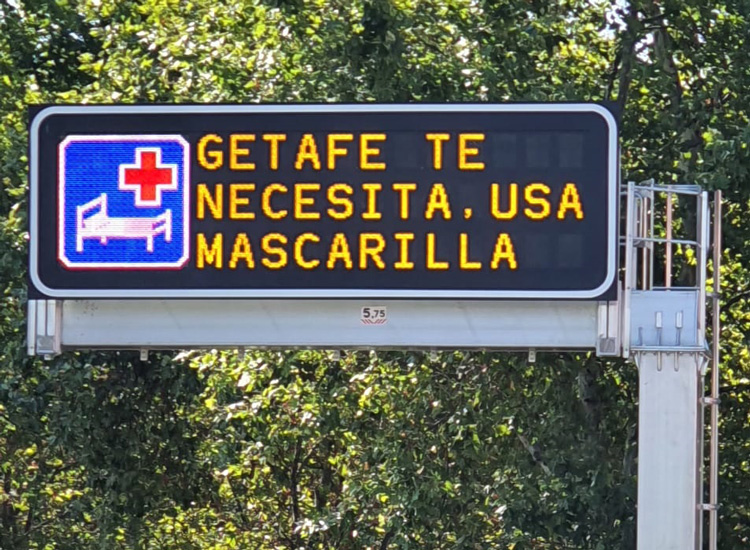 GETAFE TE
NECESITA, USA
MASCARILLA
5,75